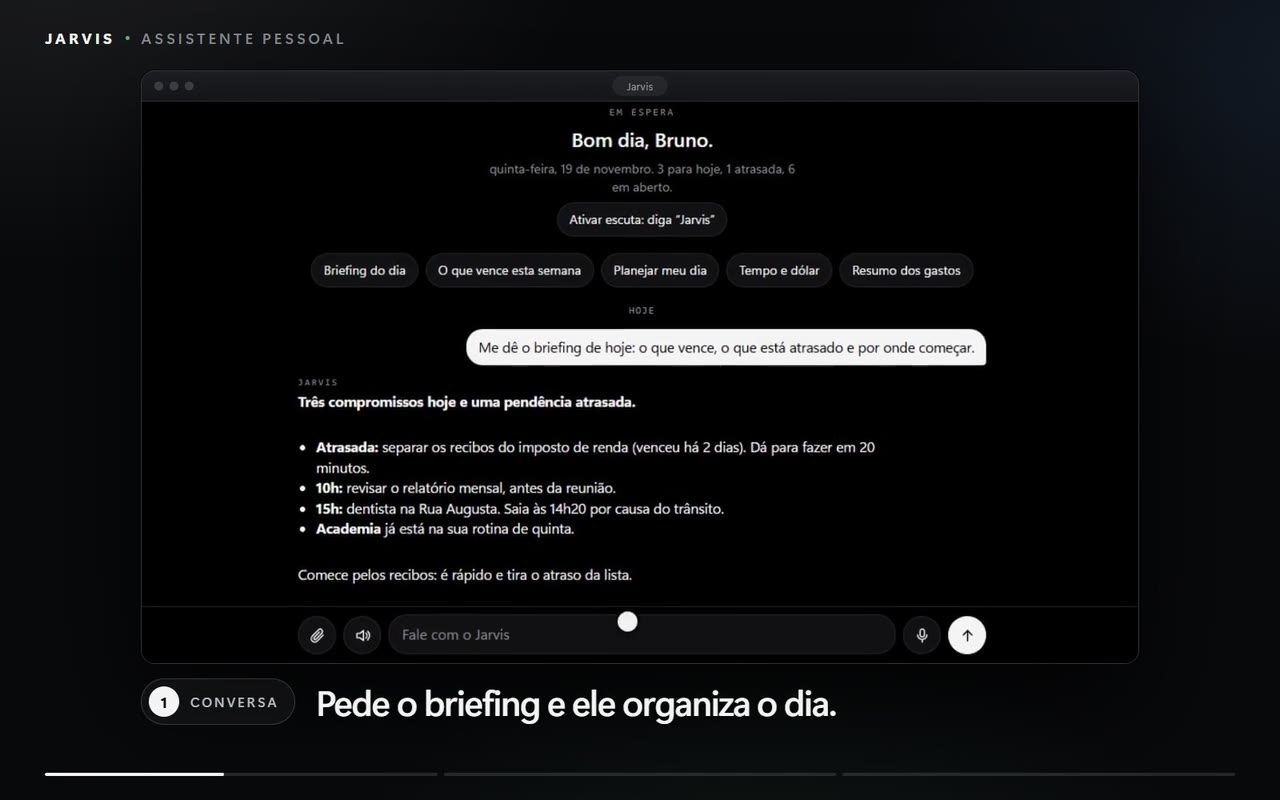 JARVIS • ASSISTENTE PESSOAL
Jarvis
EM ESPERA
Bom dia, Bruno.
quinta-feira, 19 de novembro. 3 para hoje, 1 atrasada, 6
em aberto.
Ativar escuta: diga “Jarvis”
Briefing do dia
O que vence esta semana
Planejar meu dia
Tempo e dólar
Resumo dos gastos
HOJE
Me dê o briefing de hoje: o que vence, o que está atrasado e por onde começar.
JARVIS
Três compromissos hoje e uma pendência atrasada.
• Atrasada: separar os recibos do imposto de renda (venceu há 2 dias). Dá para fazer em 20
minutos.
• 10h: revisar o relatório mensal, antes da reunião.
• 15h: dentista na Rua Augusta. Saia às 14h20 por causa do trânsito.
• Academia já está na sua rotina de quinta.
Comece pelos recibos: é rápido e tira o atraso da lista.
Fale com o Jarvis
1 CONVERSA
Pede o briefing e ele organiza o dia.